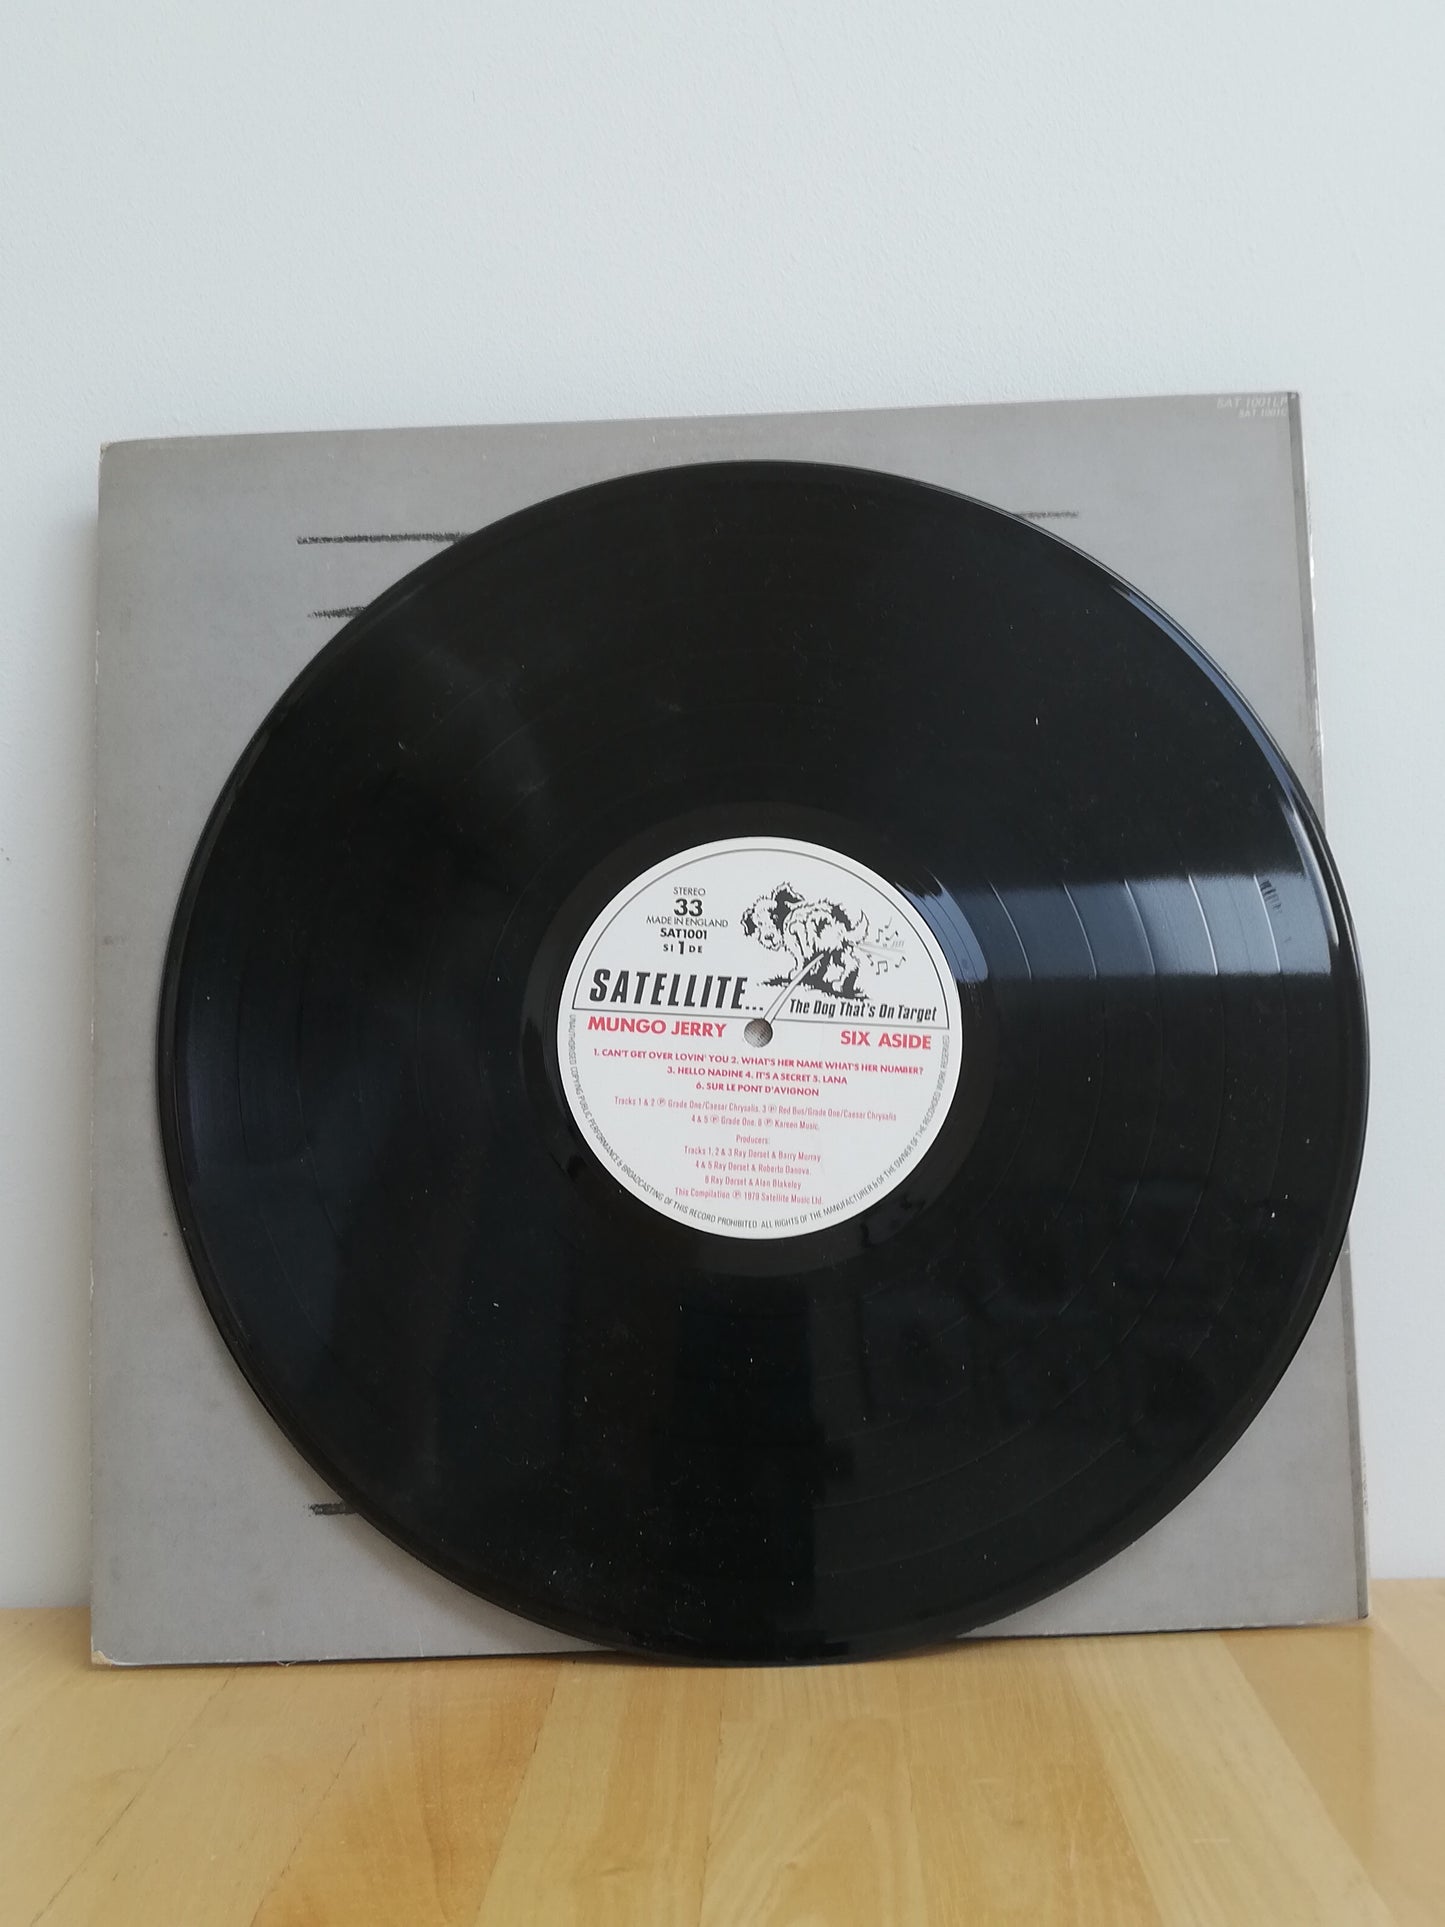 SAT 1001LP
SAT 1001C
STEREO
33
MADE IN ENGLAND
SAT1001
SI 1 DE
SATELLITE...
The Dog That's On Target
MUNGO JERRY
SIX ASIDE
1. CAN'T GET OVER LOVIN' YOU 2. WHAT'S HER NAME WHAT'S HER NUMBER?
3. HELLO NADINE 4. IT'S A SECRET 5. LANA
6. SUR LE PONT D'AVIGNON
Tracks 1 & 2 ℗ Grade One/Caesar Chrysalis. 3 ℗ Red Bus/Grade One/Caesar Chrysalis
4 & 5 ℗ Grade One. 6 ℗ Kareen Music.
Producers:
Tracks 1, 2 & 3 Ray Dorset & Barry Murray
4 & 5 Ray Dorset & Roberto Danova.
6 Ray Dorset & Alan Blakeley
This Compilation ℗ 1979 Satellite Music Ltd.
UNAUTHORISED COPYING PUBLIC PERFORMANCE & BROADCASTING OF THIS RECORD PROHIBITED · ALL RIGHTS OF THE MANUFACTURER & OF THE OWNER OF THE RECORDED WORK RESERVED